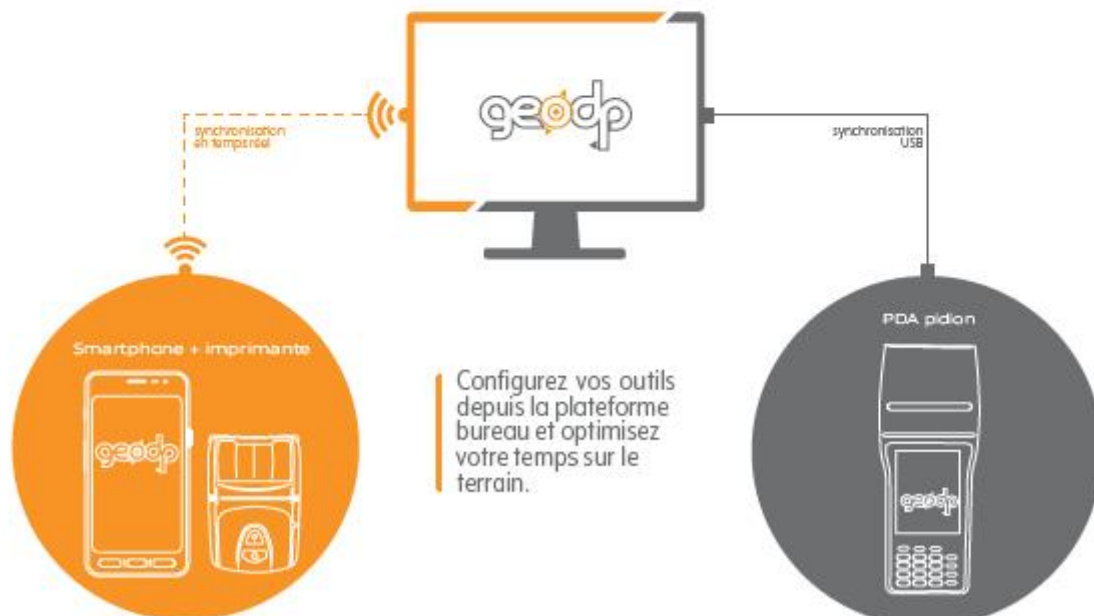 geodp
synchronisation
en temps réel
synchronisation
USB
Smartphone + imprimante
geodp
Configurez vos outils
depuis la plateforme
bureau et optimisez
votre temps sur le
terrain.
PDA pidion
geodp